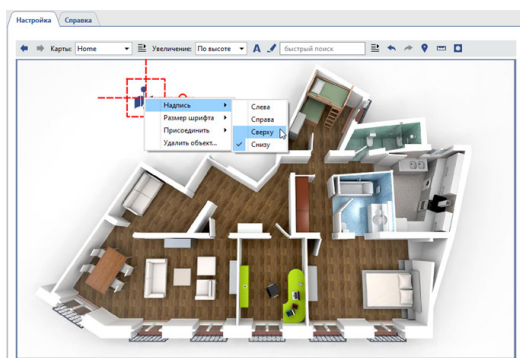 Настройка Справка
Карты: Home Увеличение: По высоте A быстрый поиск
Надпись
Размер шрифта
Присоединить
Удалить объект...
Слева
Справа
Сверху
Снизу